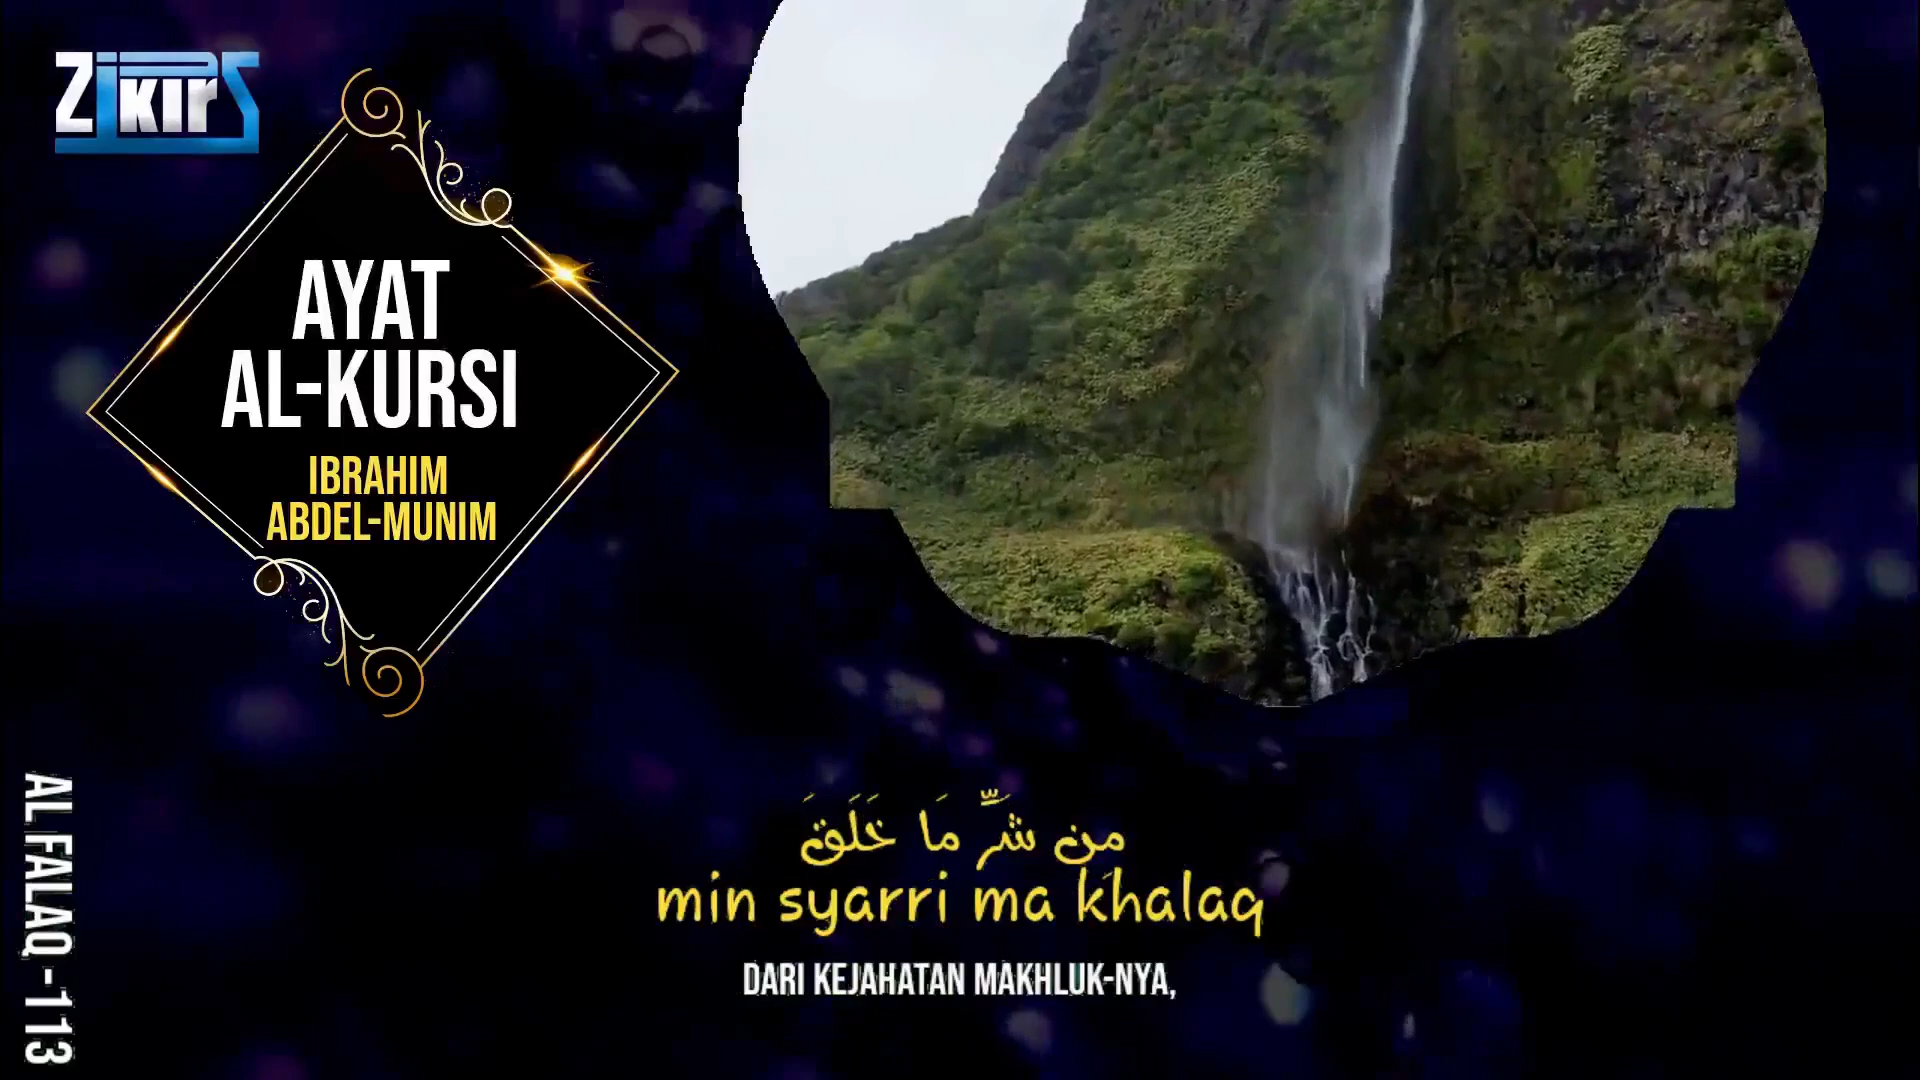 ZikirS
AYAT
AL-KURSI
IBRAHIM
ABDEL-MUNIM
AL FALAQ -113
مِن شَرِّ مَا خَلَقَ
min syarri ma khalaq
DARI KEJAHATAN MAKHLUK-NYA,